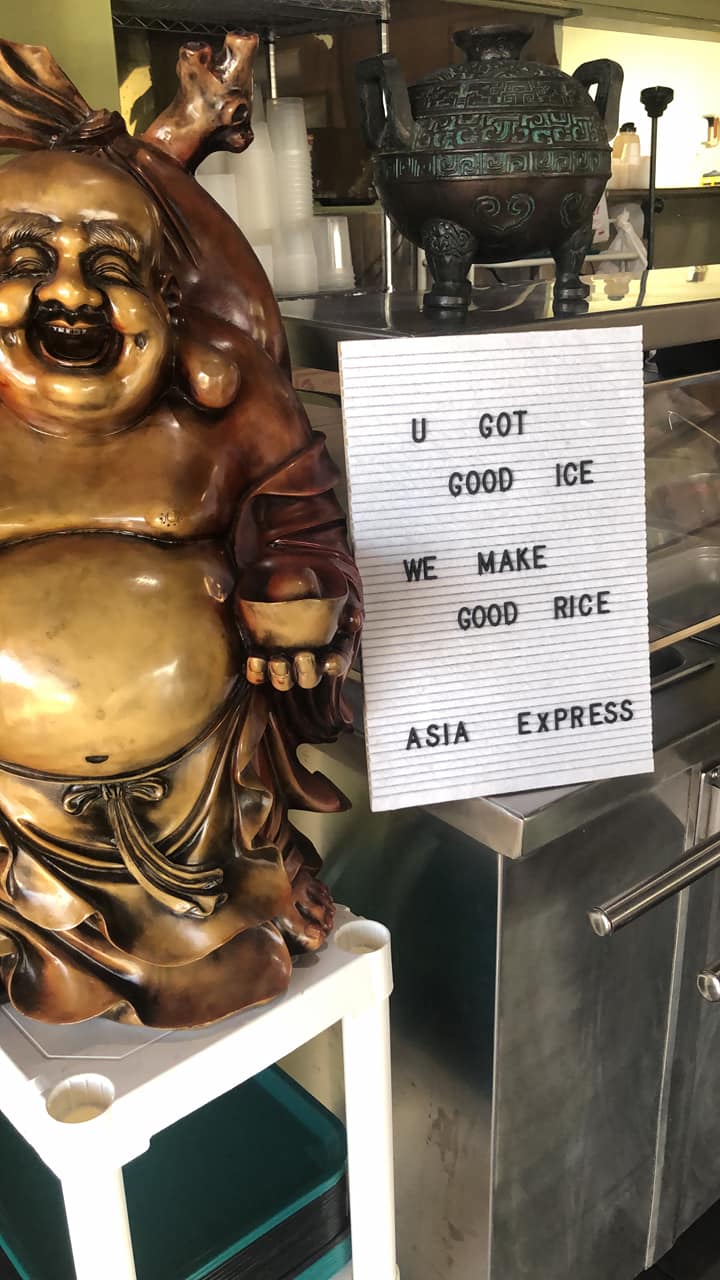 U GOT
GOOD ICE
WE MAKE
GOOD RICE
ASIA EXPRESS